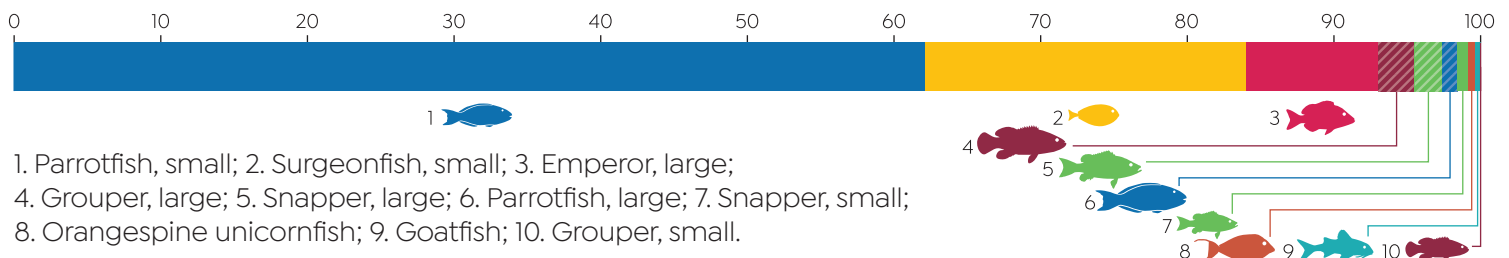 0 10 20 30 40 50 60 70 80 90 100
1 2 3
4
5
6
7
8 9 10
1. Parrotfish, small; 2. Surgeonfish, small; 3. Emperor, large;
4. Grouper, large; 5. Snapper, large; 6. Parrotfish, large; 7. Snapper, small;
8. Orangespine unicornfish; 9. Goatfish; 10. Grouper, small.